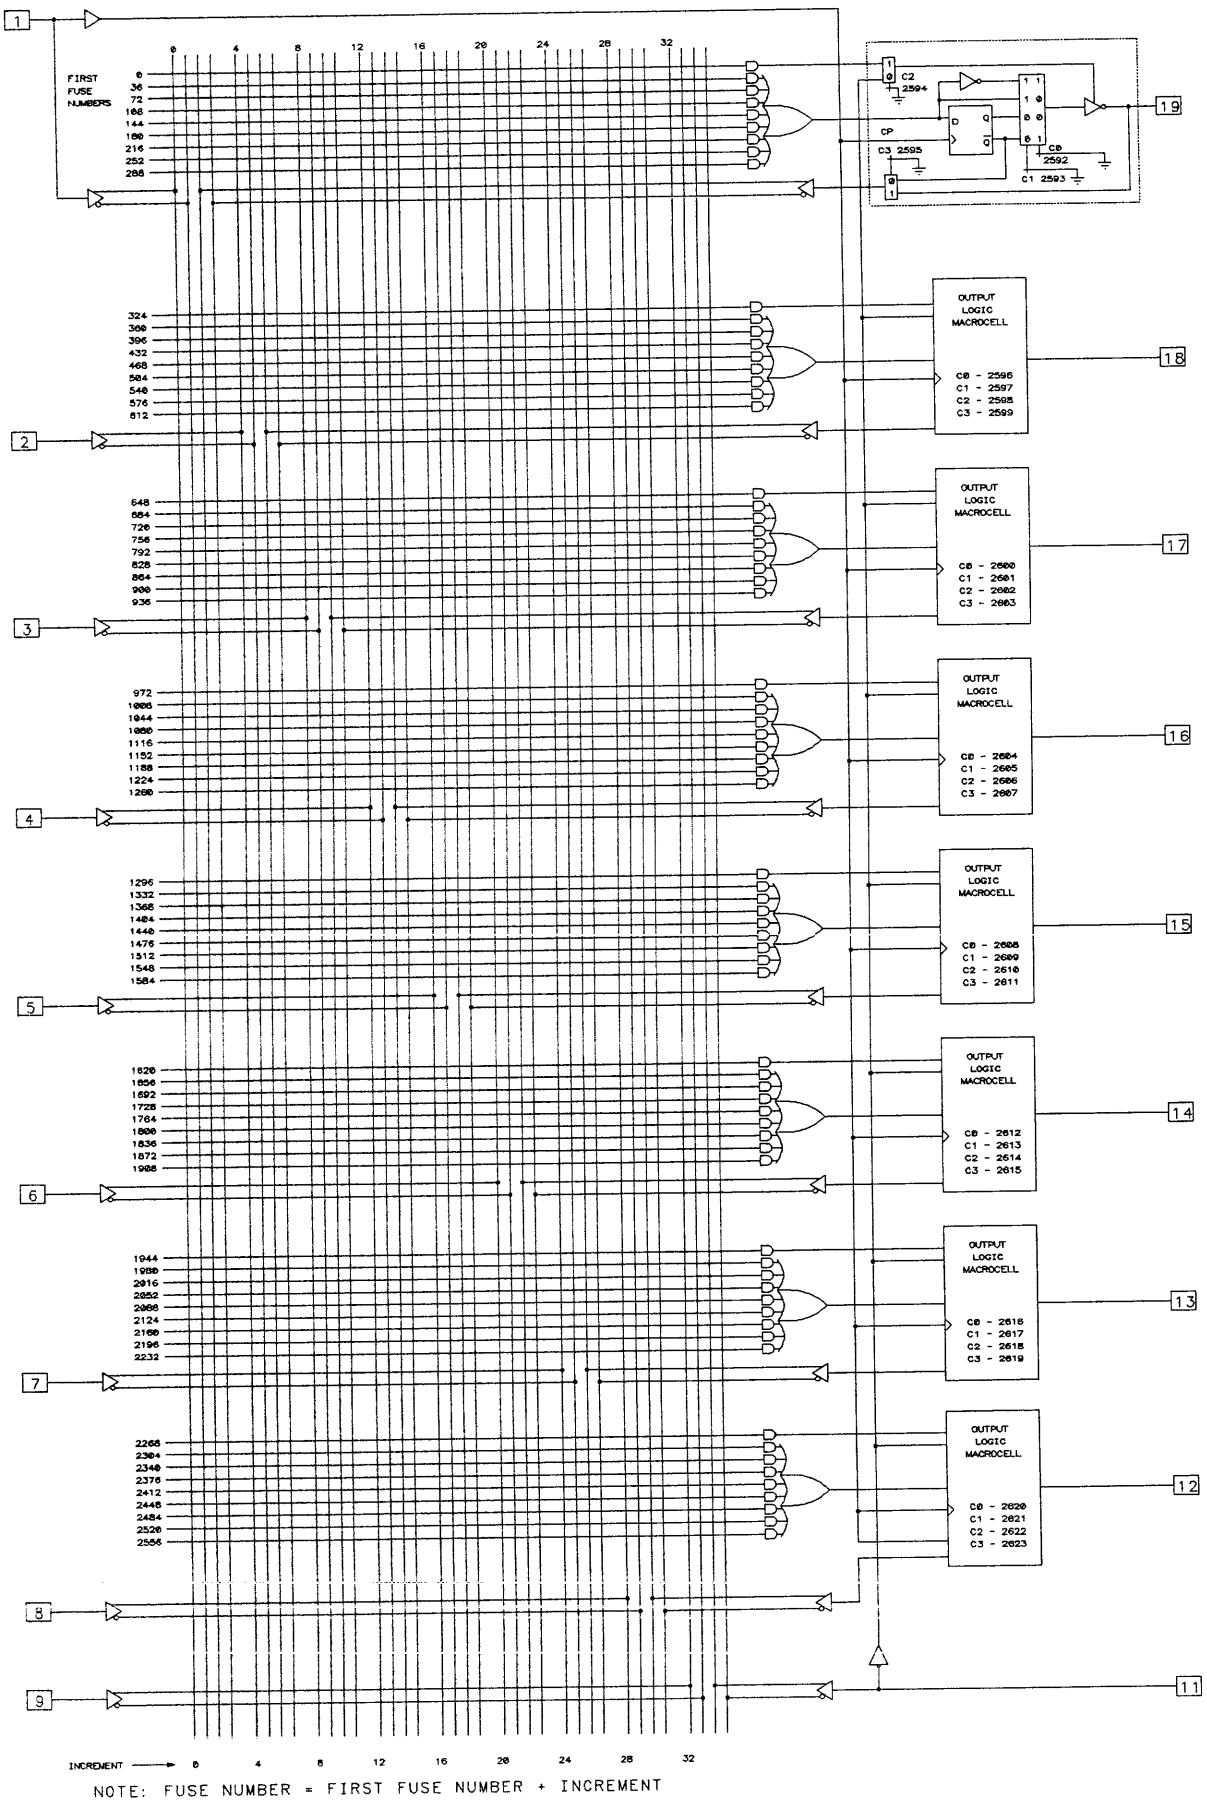 1
0 4 8 12 16 20 24 28 32
FIRST
FUSE
NUMBERS
0
36
72
108
144
180
216
252
288
1
0
C2
2594
CP
C3 2595
D
Q
Q
1 1
1 0
0 0
0 1
C0
2592
C1 2593
0
1
19
324
360
396
432
468
504
540
576
612
OUTPUT
LOGIC
MACROCELL
C0 - 2596
C1 - 2597
C2 - 2598
C3 - 2599
18
2
648
684
720
756
792
828
864
900
936
OUTPUT
LOGIC
MACROCELL
C0 - 2600
C1 - 2601
C2 - 2602
C3 - 2603
17
3
972
1008
1044
1080
1116
1152
1188
1224
1260
OUTPUT
LOGIC
MACROCELL
C0 - 2604
C1 - 2605
C2 - 2606
C3 - 2607
16
4
1296
1332
1368
1404
1440
1476
1512
1548
1584
OUTPUT
LOGIC
MACROCELL
C0 - 2608
C1 - 2609
C2 - 2610
C3 - 2611
15
5
1620
1656
1692
1728
1764
1800
1836
1872
1908
OUTPUT
LOGIC
MACROCELL
C0 - 2612
C1 - 2613
C2 - 2614
C3 - 2615
14
6
1944
1980
2016
2052
2088
2124
2160
2196
2232
OUTPUT
LOGIC
MACROCELL
C0 - 2616
C1 - 2617
C2 - 2618
C3 - 2619
13
7
2268
2304
2340
2376
2412
2448
2484
2520
2556
OUTPUT
LOGIC
MACROCELL
C0 - 2620
C1 - 2621
C2 - 2622
C3 - 2623
12
8
9
11
INCREMENT 0 4 8 12 16 20 24 28 32
NOTE: FUSE NUMBER = FIRST FUSE NUMBER + INCREMENT